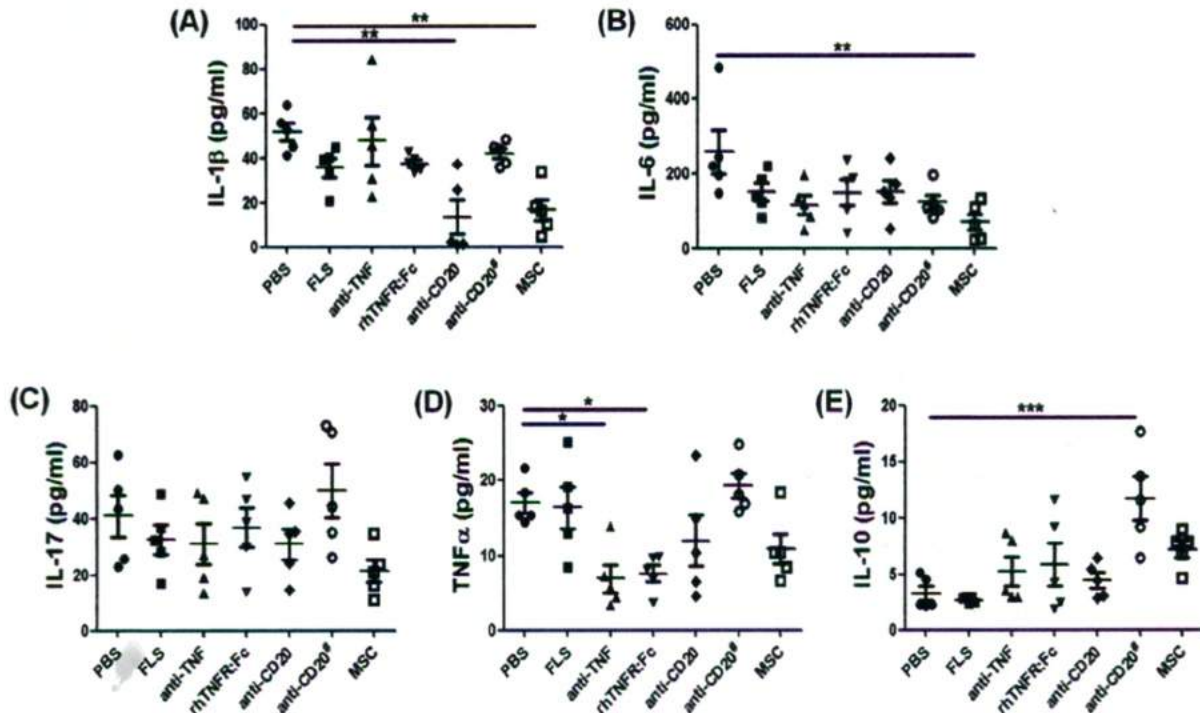 (A)
**
**
IL-1β (pg/ml)
100
80
60
40
20
0
PBS
FLS
anti-TNF
rhTNFR:Fc
anti-CD20
anti-CD20#
MSC
(B)
**
IL-6 (pg/ml)
600
400
200
0
PBS
FLS
anti-TNF
rhTNFR:Fc
anti-CD20
anti-CD20#
MSC
(C)
IL-17 (pg/ml)
80
60
40
20
0
PBS
FLS
anti-TNF
rhTNFR:Fc
anti-CD20
anti-CD20#
MSC
(D)
*
*
TNFα (pg/ml)
30
20
10
0
PBS
FLS
anti-TNF
rhTNFR:Fc
anti-CD20
anti-CD20#
MSC
(E)
***
IL-10 (pg/ml)
20
15
10
5
0
PBS
FLS
anti-TNF
rhTNFR:Fc
anti-CD20
anti-CD20#
MSC